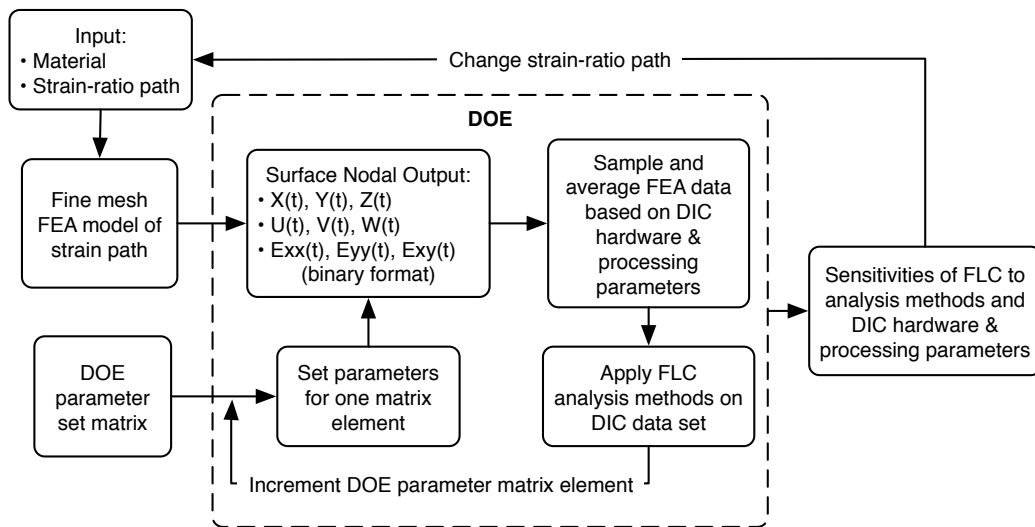 Input:
• Material
• Strain-ratio path
Change strain-ratio path
DOE
Fine mesh
FEA model of
strain path
Surface Nodal Output:
• X(t), Y(t), Z(t)
• U(t), V(t), W(t)
• Exx(t), Eyy(t), Exy(t)
(binary format)
Sample and
average FEA data
based on DIC
hardware &
processing
parameters
Sensitivities of FLC to
analysis methods and
DIC hardware &
processing parameters
DOE
parameter
set matrix
Set parameters
for one matrix
element
Apply FLC
analysis methods on
DIC data set
Increment DOE parameter matrix element